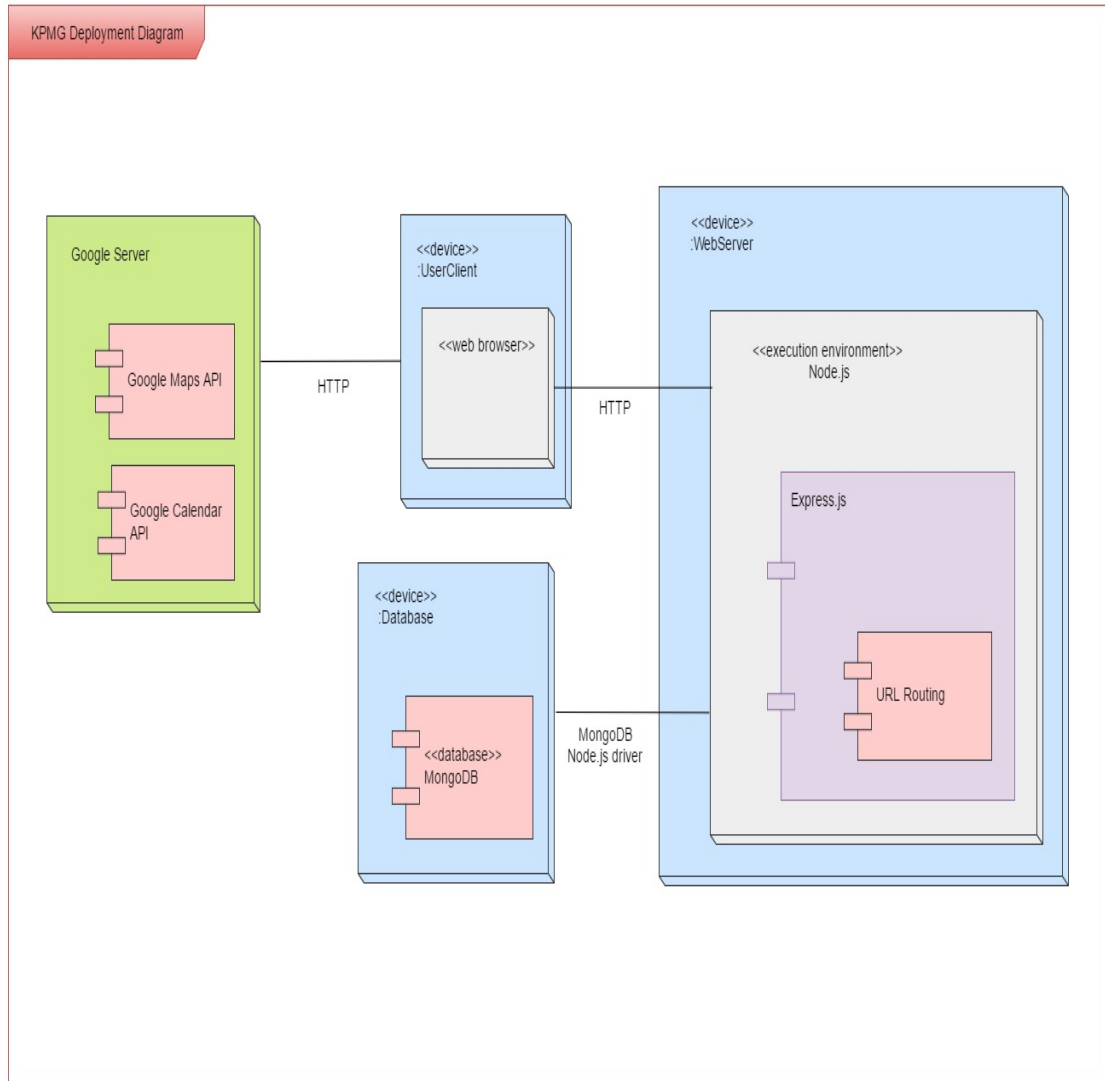 KPMG Deployment Diagram
Google Server
Google Maps API
Google Calendar
API
HTTP
<<device>>
:UserClient
<<web browser>>
HTTP
<<device>>
:WebServer
<<execution environment>>
Node.js
Express.js
URL Routing
<<device>>
:Database
<<database>>
MongoDB
MongoDB
Node.js driver